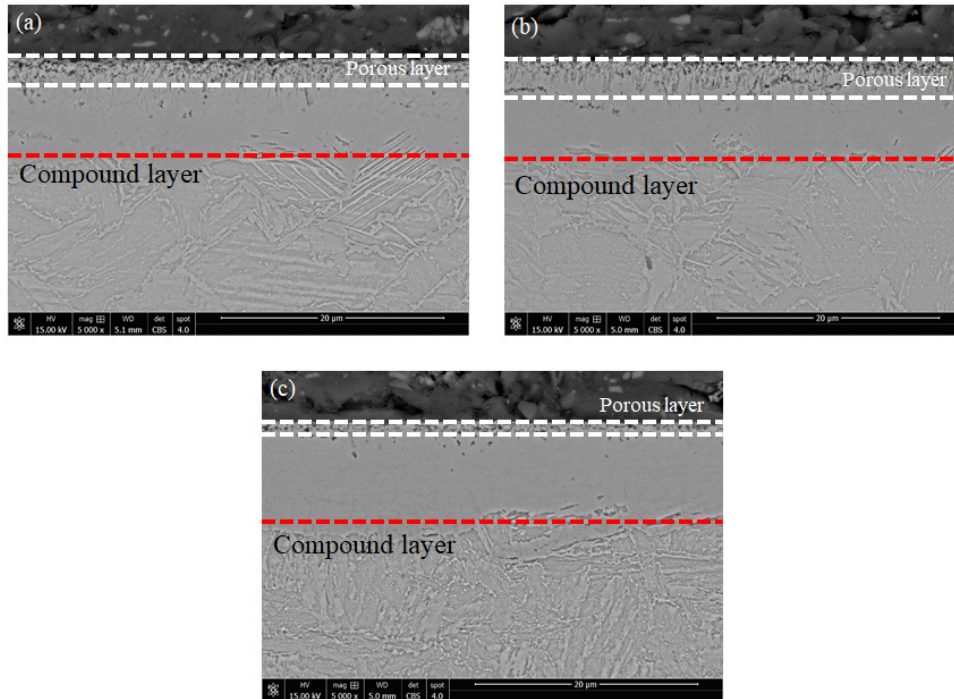 (a)
Porous layer
Compound layer
HV mag WD det spot
15.00 kV 5 000 x 5.1 mm CBS 4.0
20 µm
(b)
Porous layer
Compound layer
HV mag WD det spot
15.00 kV 5 000 x 5.0 mm CBS 4.0
20 µm
(c)
Porous layer
Compound layer
HV mag WD det spot
15.00 kV 5 000 x 5.0 mm CBS 4.0
20 µm